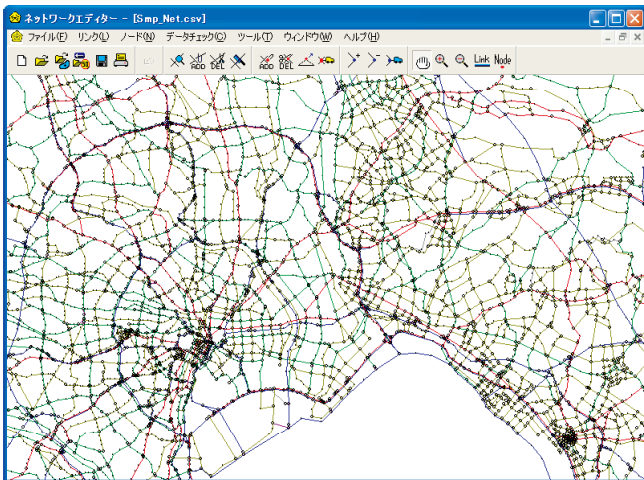 ネットワークエディター - [Smp_Net.csv]
ファイル(F) リンク(L) ノード(N) データチェック(C) ツール(T) ウィンドウ(W) ヘルプ(H)
ADD DEL ADD DEL Link Node